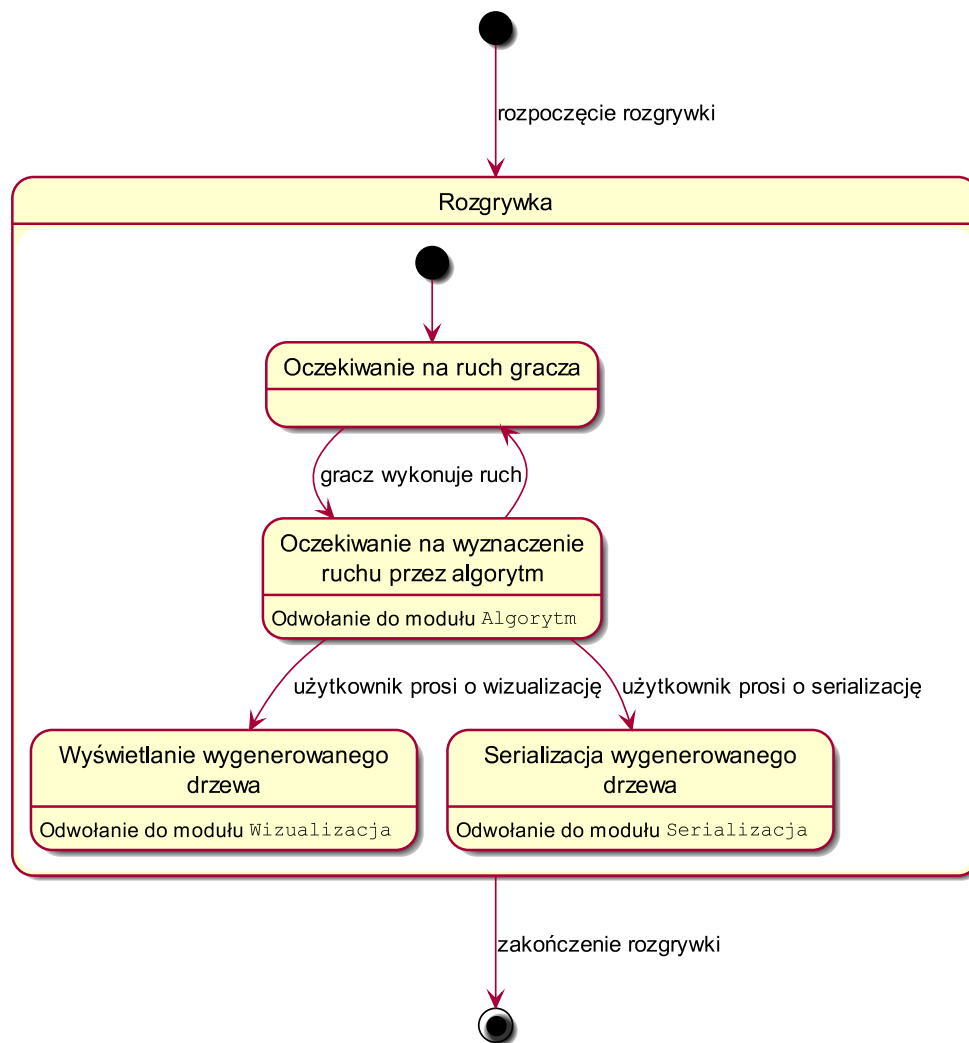 rozpoczęcie rozgrywki
Rozgrywka
Oczekiwanie na ruch gracza
gracz wykonuje ruch
Oczekiwanie na wyznaczenie
ruchu przez algorytm
Odwołanie do modułu Algorytm
użytkownik prosi o wizualizację
użytkownik prosi o serializację
Wyświetlanie wygenerowanego
drzewa
Odwołanie do modułu Wizualizacja
Serializacja wygenerowanego
drzewa
Odwołanie do modułu Serializacja
zakończenie rozgrywki